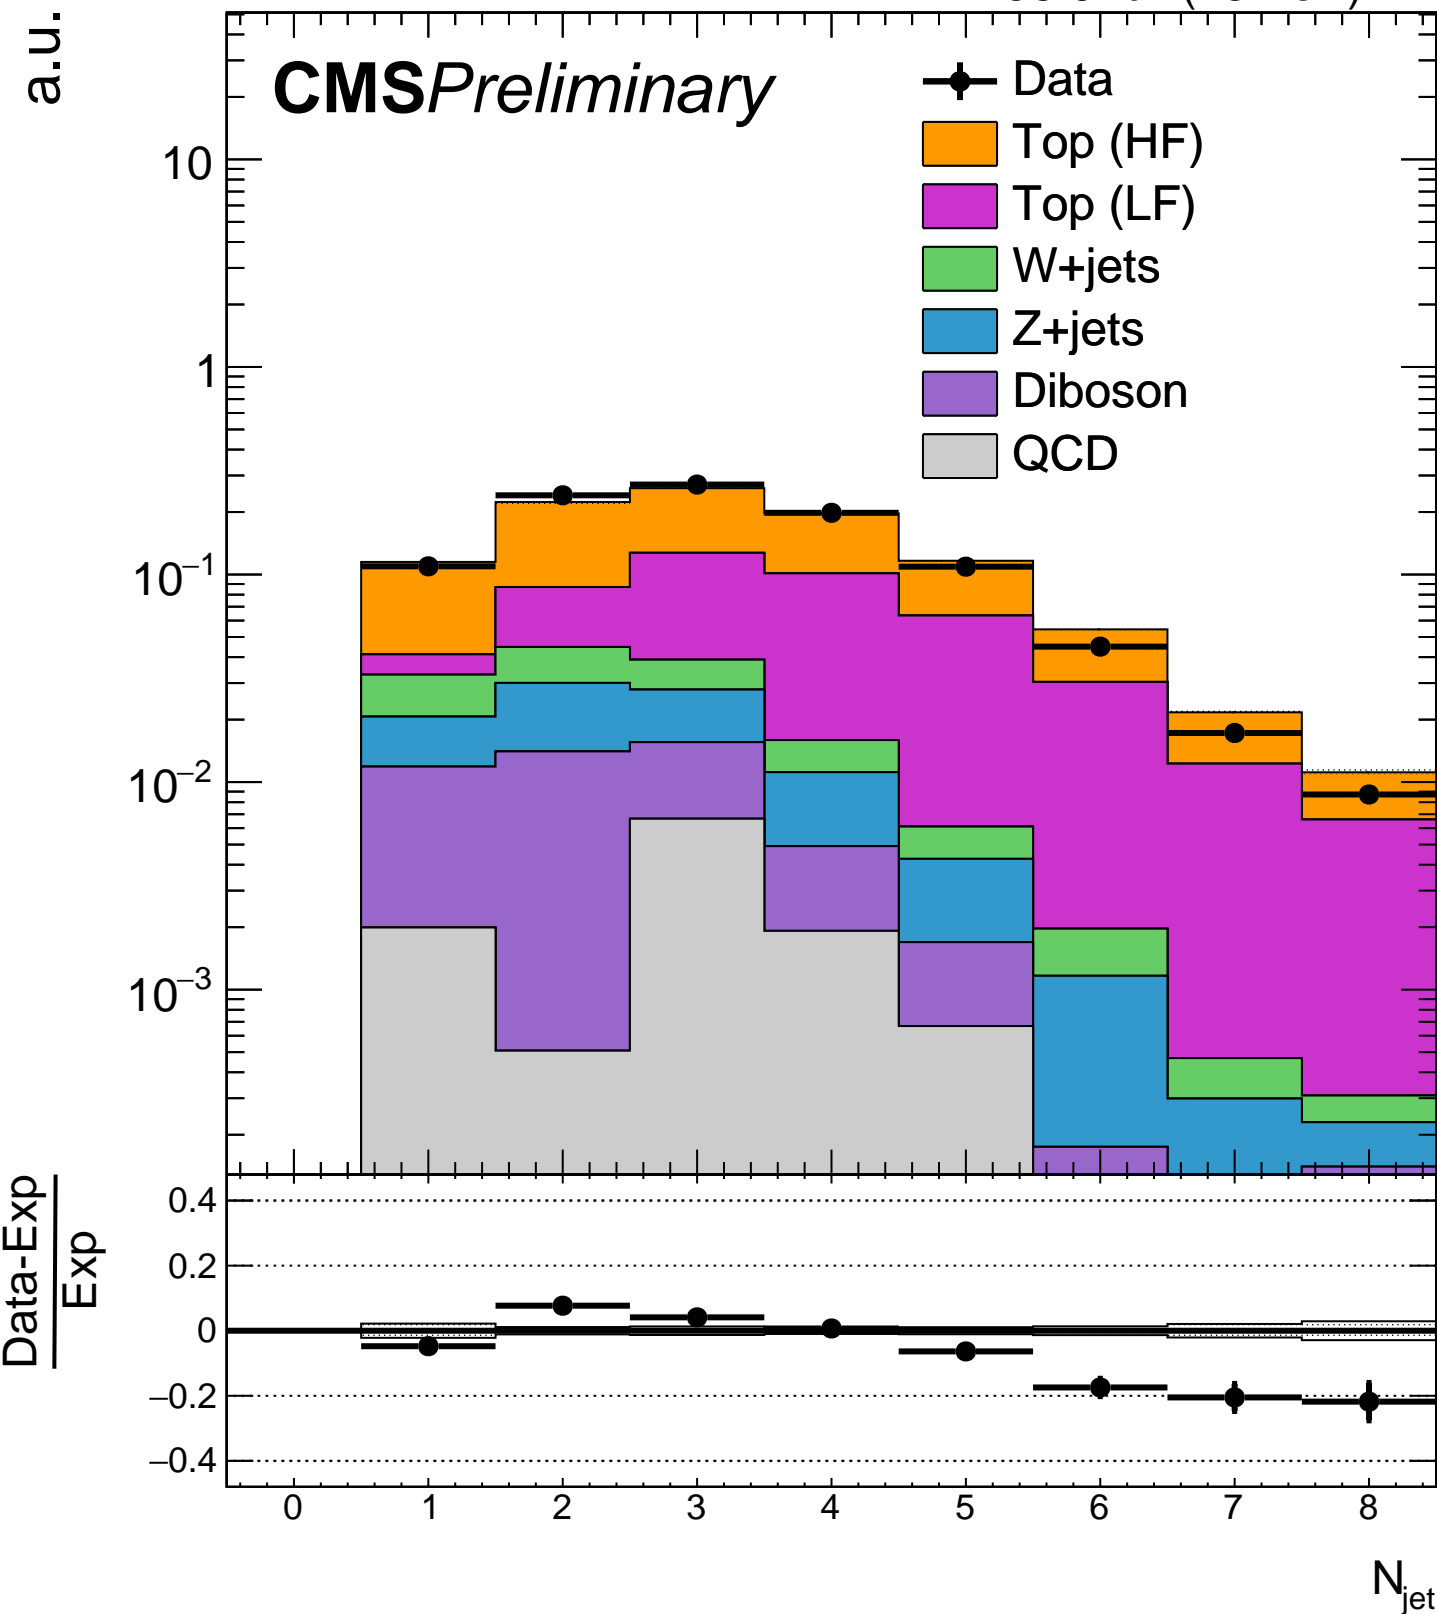 a.u.
CMS Preliminary
Data
Top (HF)
Top (LF)
W+jets
Z+jets
Diboson
QCD
10
1
10⁻¹
10⁻²
10⁻³
Data-Exp
Exp
0.4
0.2
0
−0.2
−0.4
0 1 2 3 4 5 6 7 8
N_jet